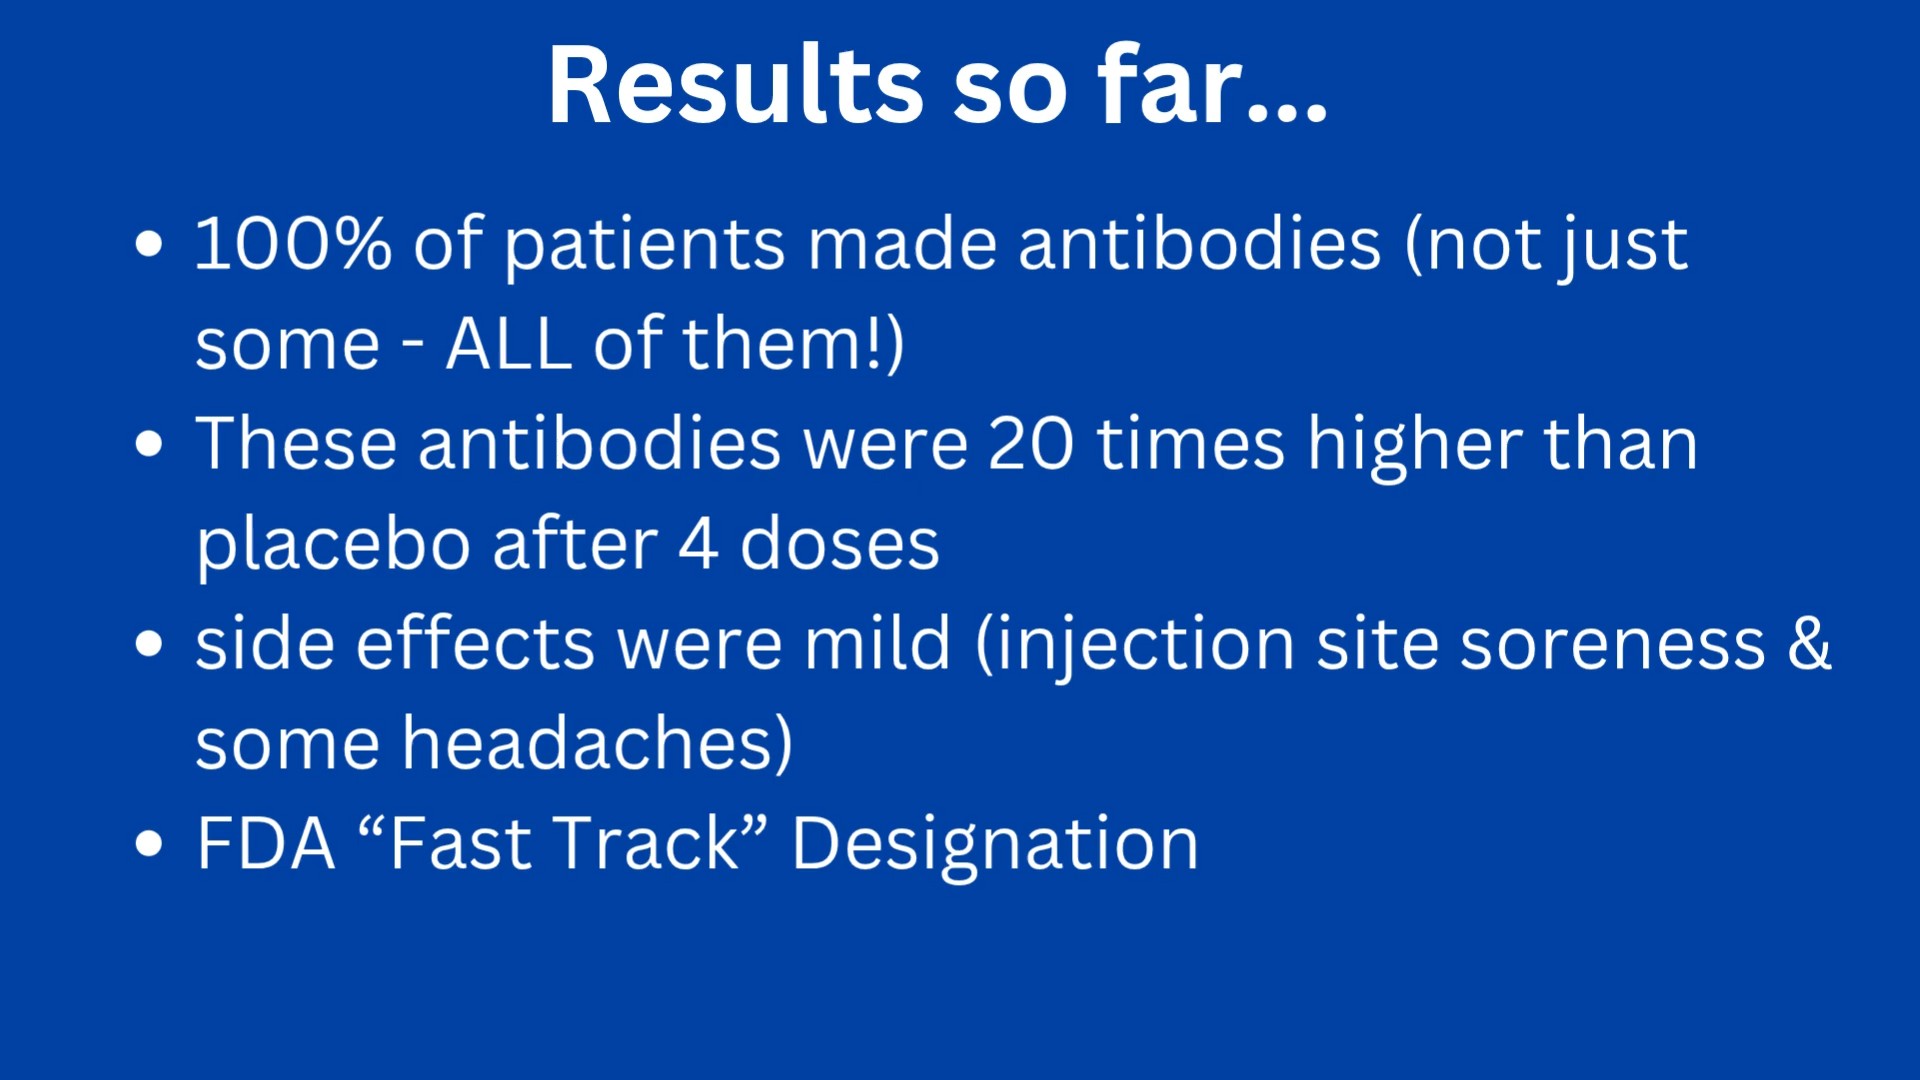 Results so far...
• 100% of patients made antibodies (not just
some - ALL of them!)
• These antibodies were 20 times higher than
placebo after 4 doses
• side effects were mild (injection site soreness &
some headaches)
• FDA “Fast Track” Designation